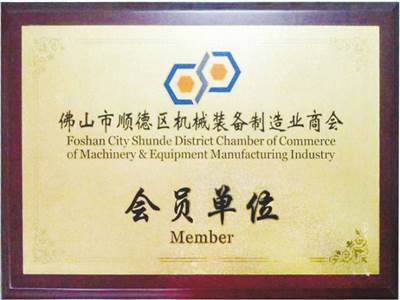 佛山市顺德区机械装备制造业商会
Foshan City Shunde District Chamber of Commerce
of Machinery & Equipment Manufacturing Industry
会员单位
Member